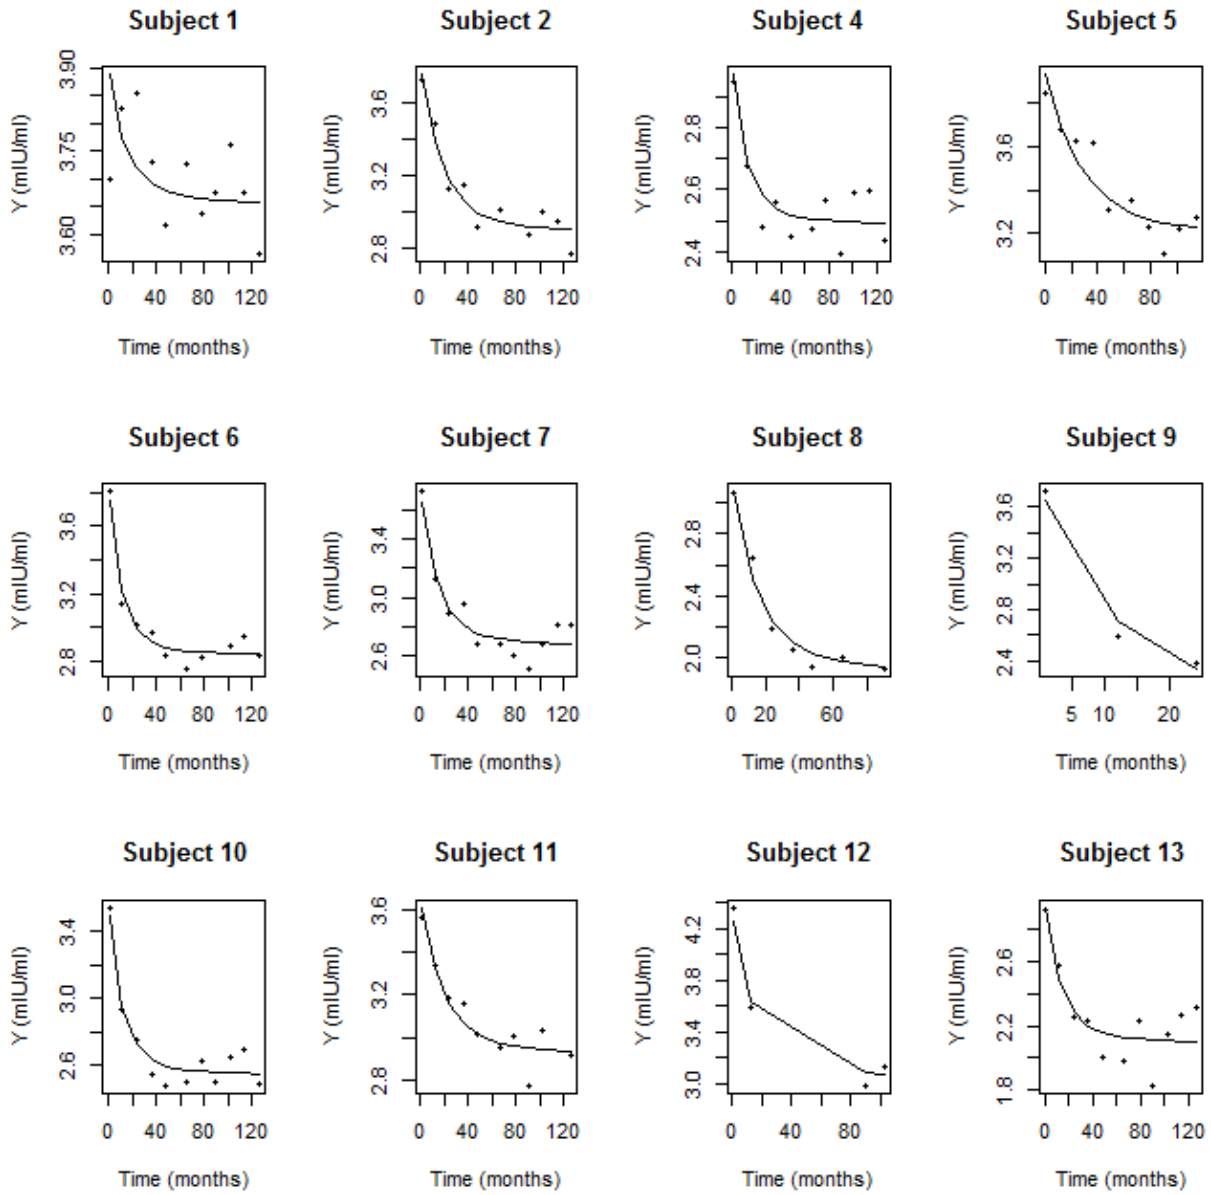 Subject 1
Y (mIU/ml)
3.90
3.75
3.60
0 40 80 120
Time (months)
Subject 2
Y (mIU/ml)
3.6
3.2
2.8
0 40 80 120
Time (months)
Subject 4
Y (mIU/ml)
2.8
2.6
2.4
0 40 80 120
Time (months)
Subject 5
Y (mIU/ml)
3.6
3.2
0 40 80
Time (months)
Subject 6
Y (mIU/ml)
3.6
3.2
2.8
0 40 80 120
Time (months)
Subject 7
Y (mIU/ml)
3.4
3.0
2.6
0 40 80 120
Time (months)
Subject 8
Y (mIU/ml)
2.8
2.4
2.0
0 20 60
Time (months)
Subject 9
Y (mIU/ml)
3.6
3.2
2.8
2.4
5 10 20
Time (months)
Subject 10
Y (mIU/ml)
3.4
3.0
2.6
0 40 80 120
Time (months)
Subject 11
Y (mIU/ml)
3.6
3.2
2.8
0 40 80 120
Time (months)
Subject 12
Y (mIU/ml)
4.2
3.8
3.4
3.0
0 40 80
Time (months)
Subject 13
Y (mIU/ml)
2.6
2.2
1.8
0 40 80 120
Time (months)